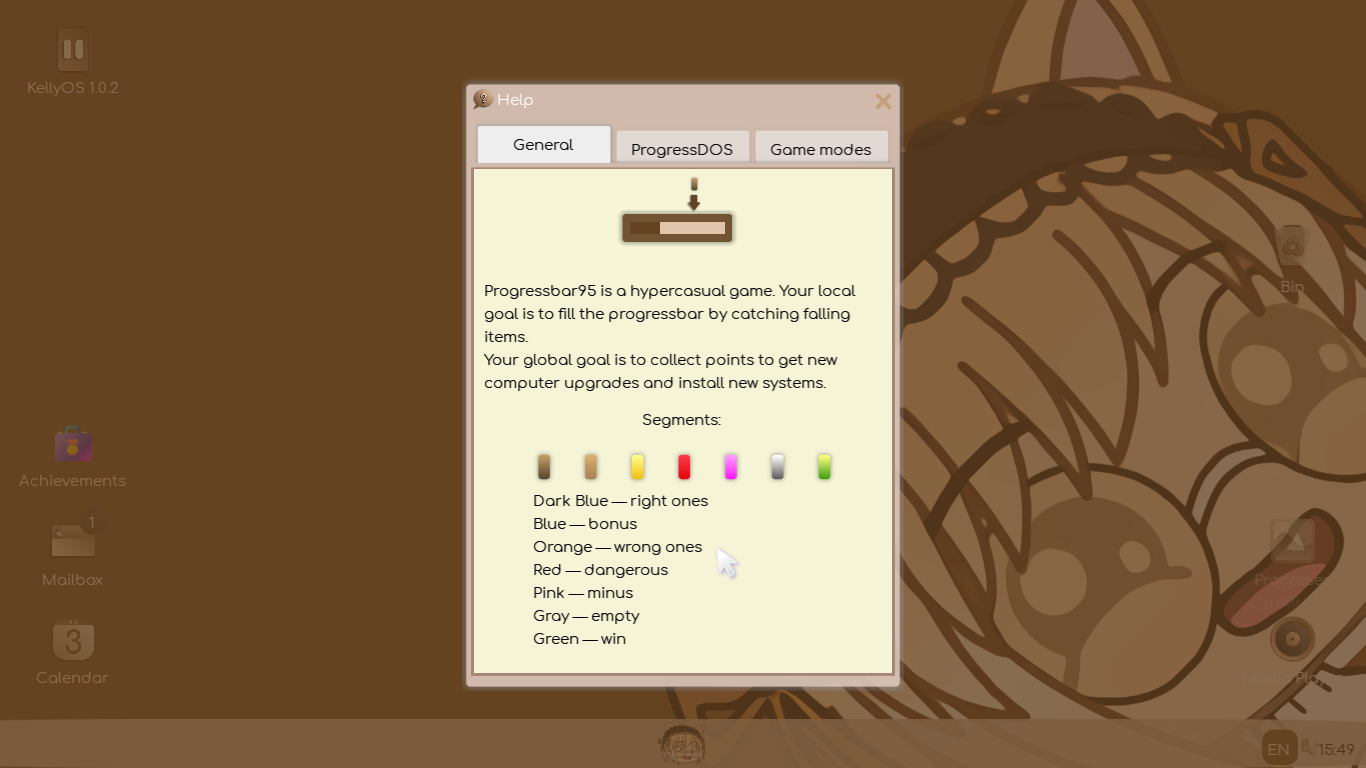 KellyOS 1.0.2
Help
General
ProgressDOS
Game modes
Progressbar95 is a hypercasual game. Your local
goal is to fill the progressbar by catching falling
items.
Your global goal is to collect points to get new
computer upgrades and install new systems.
Segments:
Dark Blue — right ones
Blue — bonus
Orange — wrong ones
Red — dangerous
Pink — minus
Gray — empty
Green — win
Bin
Achievements
1
Mailbox
3
Calendar
EN
15:49